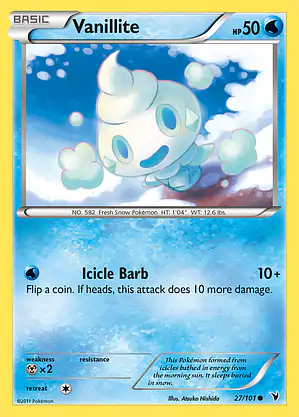 BASIC
Vanillite
HP 50
NO. 582 Fresh Snow Pokémon HT: 1'04" WT: 12.6 lbs.
Icicle Barb 10+
Flip a coin. If heads, this attack does 10 more damage.
weakness resistance
×2
retreat
This Pokémon formed from
icicles bathed in energy from
the morning sun. It sleeps buried
in snow.
©2011 Pokémon
Illus. Atsuko Nishida
27/101